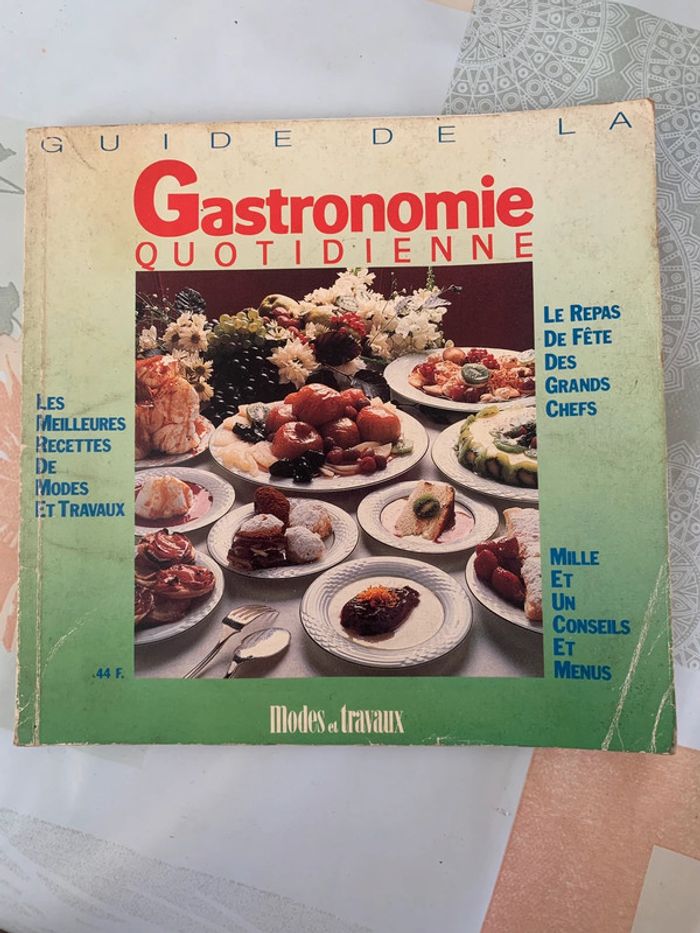 GUIDE DE LA
Gastronomie
QUOTIDIENNE
LE REPAS
DE FÊTE
DES
GRANDS
CHEFS
LES
MEILLEURES
RECETTES
DE
MODES
ET TRAVAUX
MILLE
ET
UN
CONSEILS
ET
MENUS
44 F.
Modes et travaux